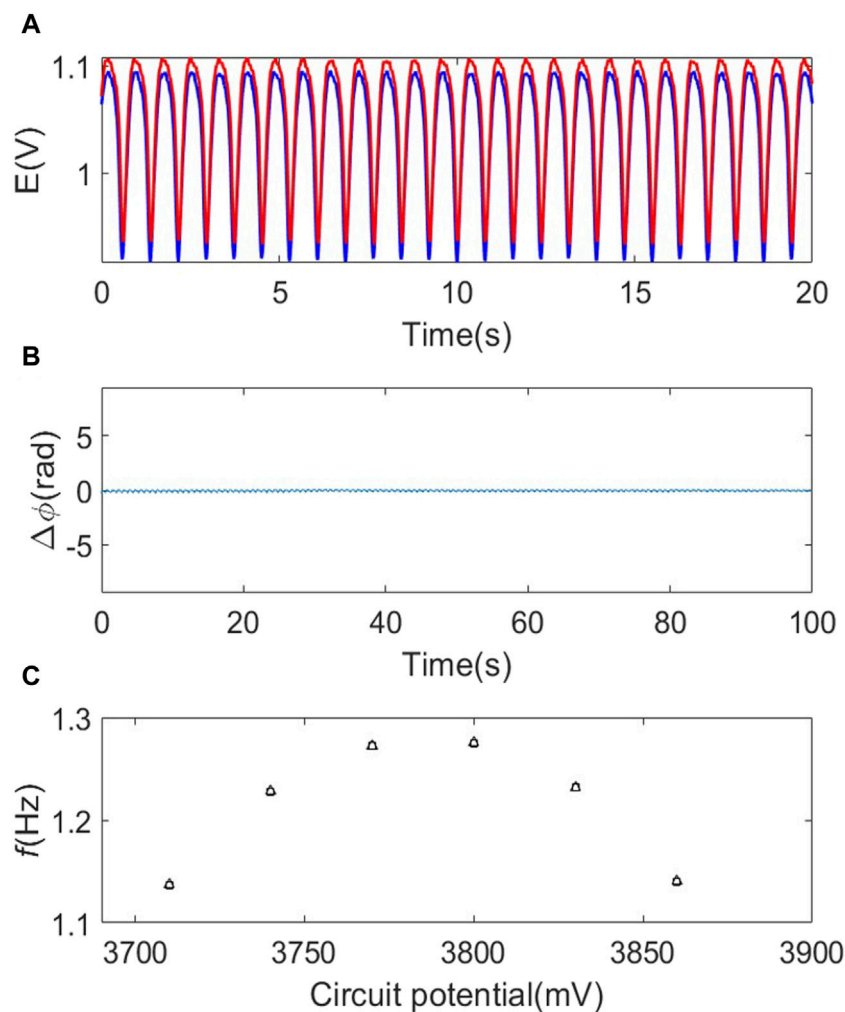 A
E(V)
1.1
1
0 5 10 15 20
Time(s)
B
Δϕ(rad)
5
0
-5
0 20 40 60 80 100
Time(s)
C
f(Hz)
1.3
1.2
1.1
3700 3750 3800 3850 3900
Circuit potential(mV)